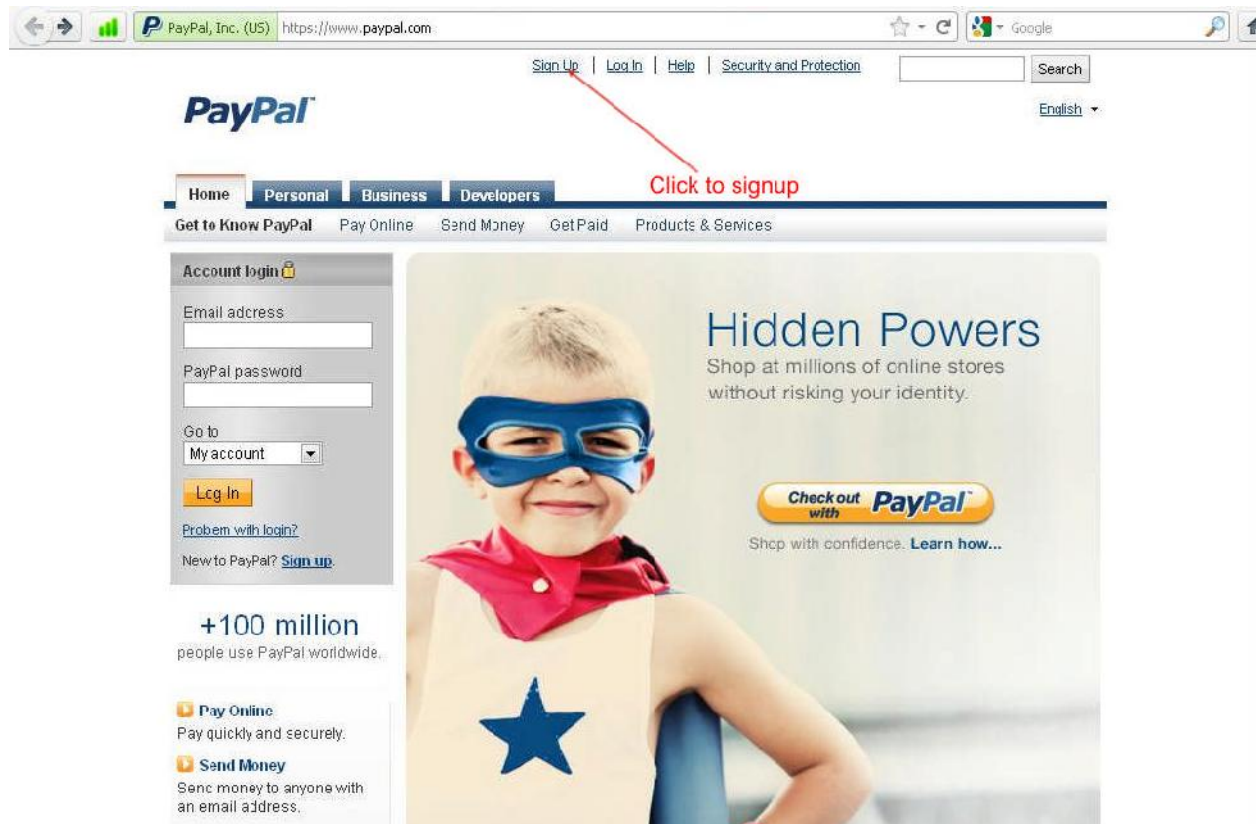 PayPal, Inc. (US) https://www.paypal.com Google
Sign Up | Log In | Help | Security and Protection Search
PayPal™
English
Click to signup
Home Personal Business Developers
Get to Know PayPal Pay Online Send Money Get Paid Products & Services
Account login
Email adcress
PayPal password
Go to
My account
Log In
Probem with login?
New to PayPal? Sign up.
+100 million
people use PayPal worldwide.
Pay Online
Pay quickly and securely.
Send Money
Senc money to anyone with
an email address.
Hidden Powers
Shop at millions of online stores
without risking your identity.
Check out
with PayPal™
Shop with confidence. Learn how...